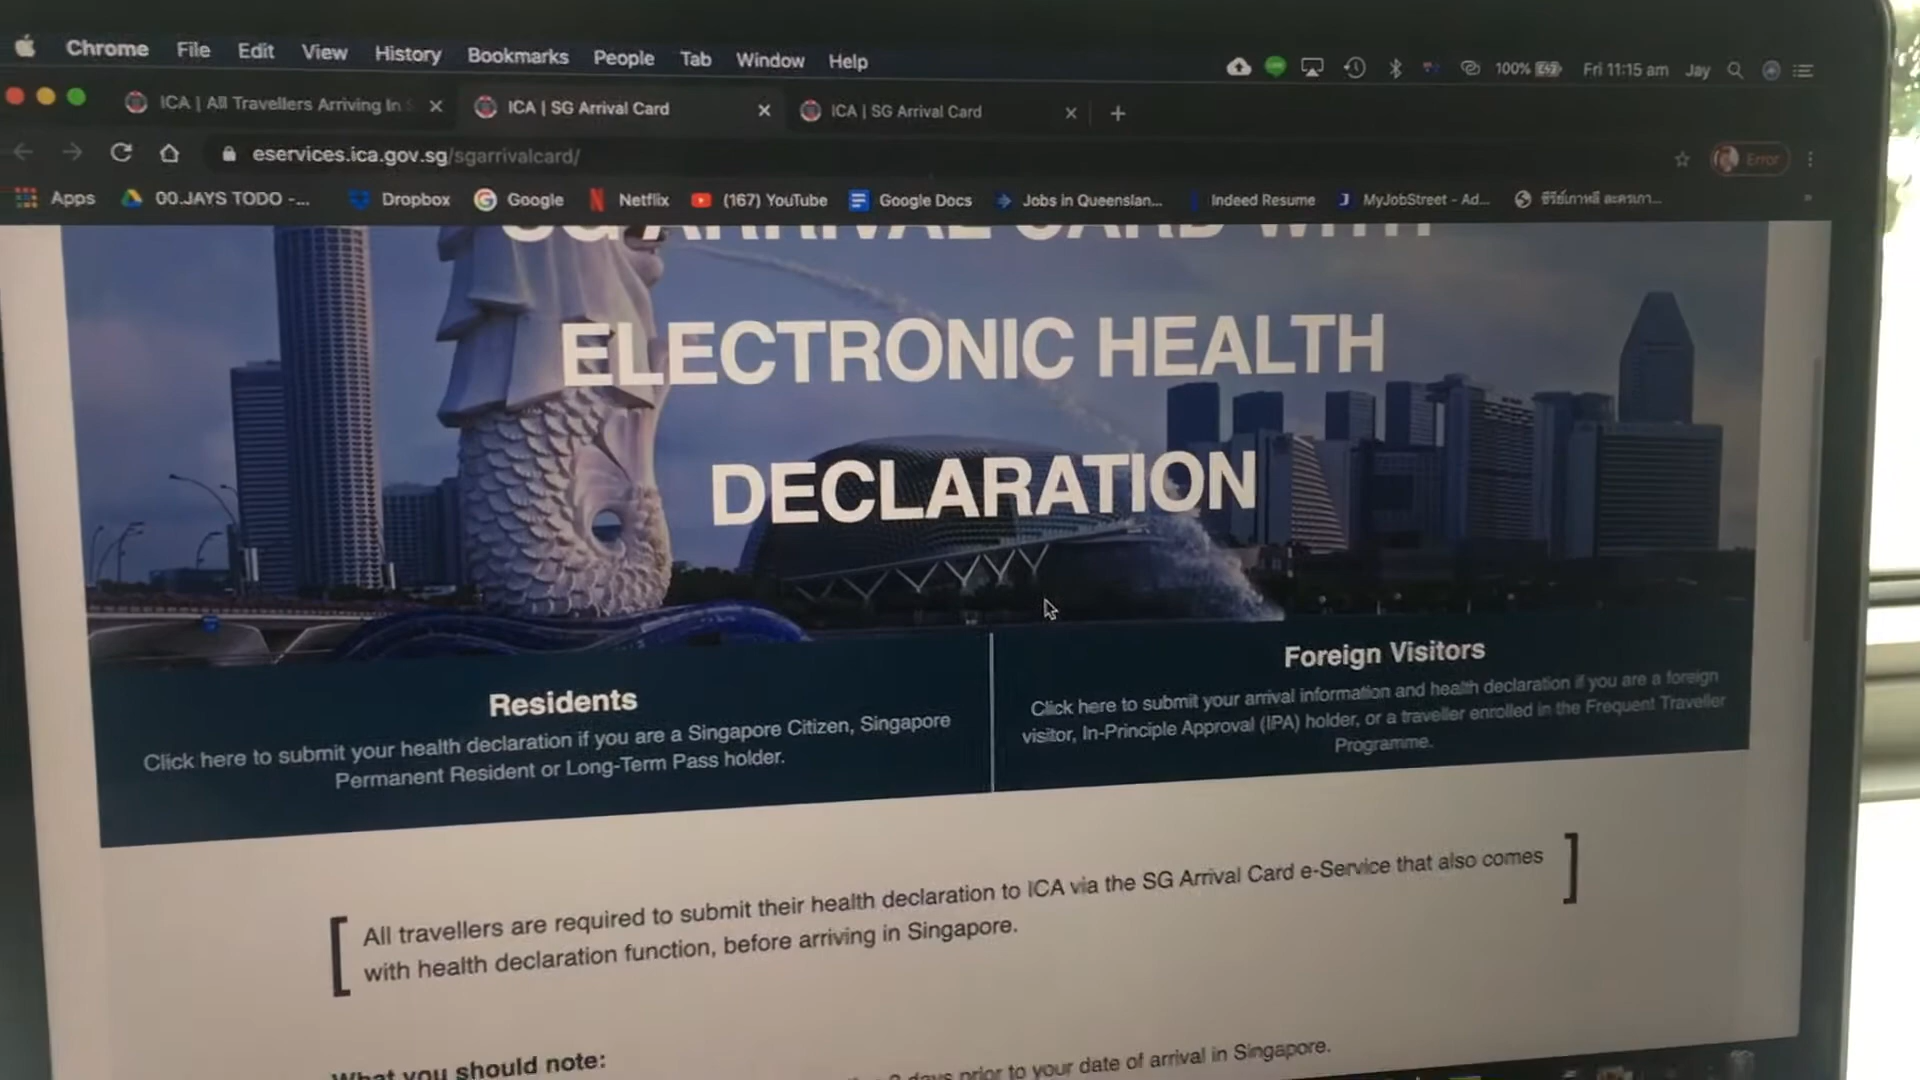 Chrome File Edit View History Bookmarks People Tab Window Help 100% Fri 11:15 am Jay
ICA | All Travellers Arriving In ICA | SG Arrival Card ICA | SG Arrival Card
eservices.ica.gov.sg/sgarrivalcard/ Error
Apps 00.JAYS TODO -... Dropbox Google Netflix (167) YouTube Google Docs Jobs in Queenslan... Indeed Resume MyJobStreet - Ad...
SG ARRIVAL CARD WITH
ELECTRONIC HEALTH
DECLARATION
Residents
Click here to submit your health declaration if you are a Singapore Citizen, Singapore
Permanent Resident or Long-Term Pass holder.
Foreign Visitors
Click here to submit your arrival information and health declaration if you are a foreign
visitor, In-Principle Approval (IPA) holder, or a traveller enrolled in the Frequent Traveller
Programme.
[ All travellers are required to submit their health declaration to ICA via the SG Arrival Card e-Service that also comes ]
with health declaration function, before arriving in Singapore.
What you should note:
days prior to your date of arrival in Singapore.